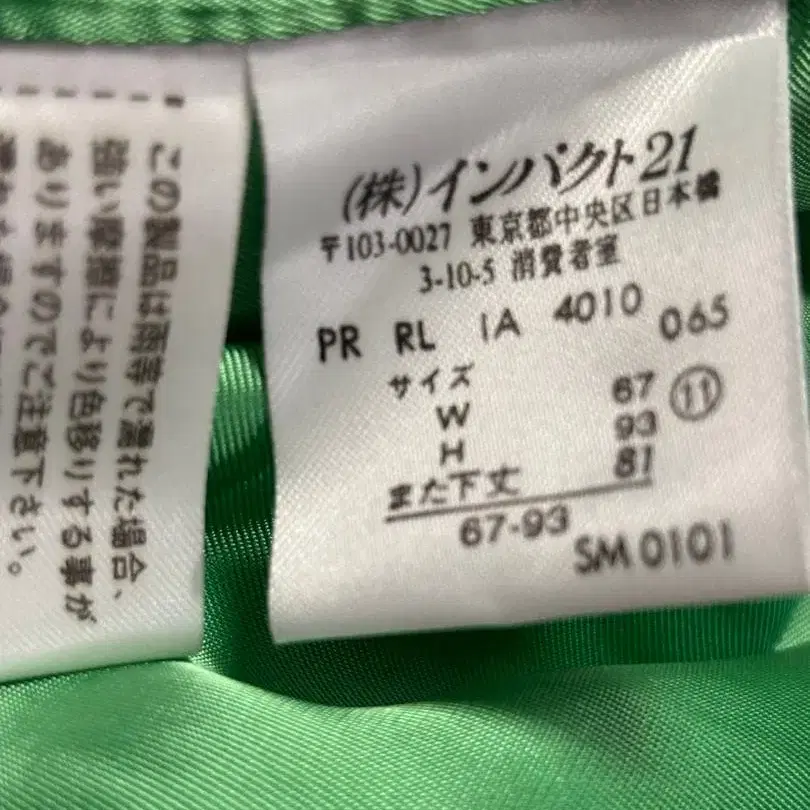 この製品は雨等で濡れた場合、
強い摩擦により色移りする事が
ありますのでご注意下さい。
(株)インパクト21
〒103-0027 東京都中央区日本橋
3-10-5 消費者室
PR RL IA 4010 065
サイズ
W 67 ⑪
H 93
また下丈 81
67-93
SM 0101